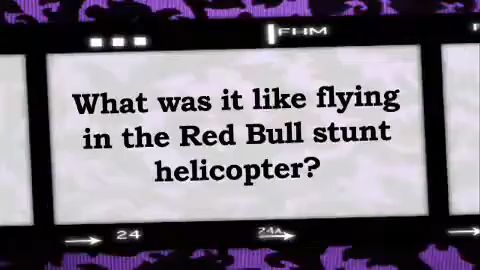 FHM
What was it like flying
in the Red Bull stunt
helicopter?
24
24A